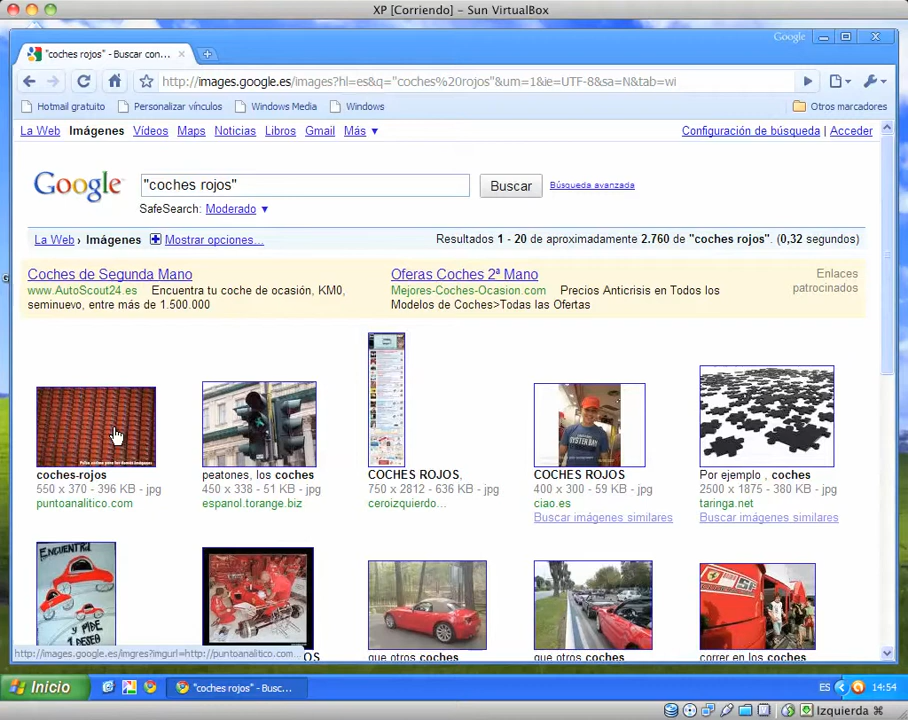 XP [Corriendo] – Sun VirtualBox
Google
"coches rojos" - Buscar con...
http://images.google.es/images?hl=es&q="coches%20rojos"&um=1&ie=UTF-8&sa=N&tab=wi
Hotmail gratuito Personalizar vínculos Windows Media Windows Otros marcadores
La Web Imágenes Vídeos Maps Noticias Libros Gmail Más ▼ Configuración de búsqueda | Acceder
Google "coches rojos" Buscar Búsqueda avanzada
SafeSearch: Moderado ▼
La Web › Imágenes Mostrar opciones... Resultados 1 - 20 de aproximadamente 2.760 de "coches rojos". (0,32 segundos)
Coches de Segunda Mano Oferas Coches 2ª Mano Enlaces
www.AutoScout24.es Encuentra tu coche de ocasión, KM0, Mejores-Coches-Ocasion.com Precios Anticrisis en Todos los patrocinados
seminuevo, entre más de 1.500.000 Modelos de Coches>Todas las Ofertas
coches-rojos peatones, los coches COCHES ROJOS, COCHES ROJOS Por ejemplo , coches
550 x 370 - 396 KB - jpg 450 x 338 - 51 KB - jpg 750 x 2812 - 636 KB - jpg 400 x 300 - 59 KB - jpg 2500 x 1875 - 380 KB - jpg
puntoanalitico.com espanol.torange.biz ceroizquierdo... ciao.es taringa.net
Buscar imágenes similares Buscar imágenes similares
ENCUENTRA
Y PIDE
1 DESEO
que otros coches que otros coches correr en los coches
http://images.google.es/imgres?imgurl=http://puntoanalitico.com...
OS
Inicio "coches rojos" - Busc... ES 14:54
Izquierda ⌘